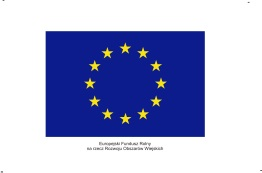 Europejski Fundusz Rolny
na rzecz Rozwoju Obszarów Wiejskich